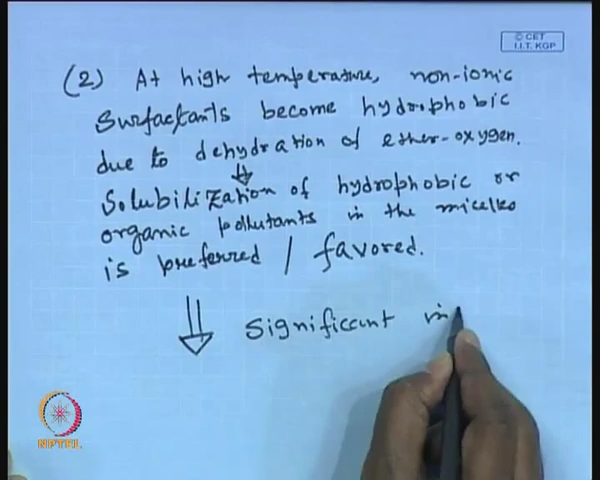 © CET
I.I.T. KGP
(2) At high temperature, non-ionic
surfactants become hydrophobic
due to dehydration of ether-oxygen.
Solubilization of hydrophobic or
organic pollutants in the micelles
is preferred / favored.
Significant in
NPTEL